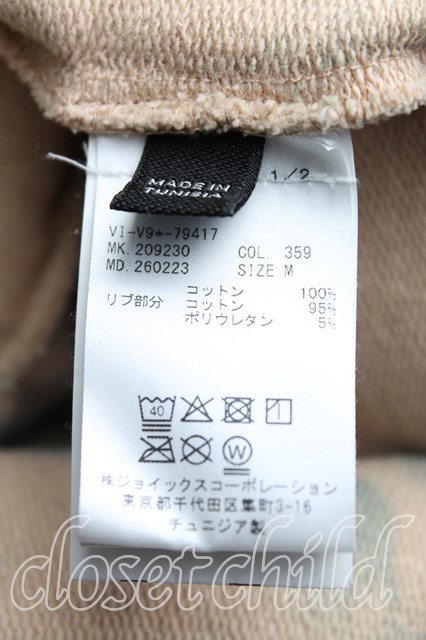 MADE IN
TUNISIA
1/2
VI-V9*-79417
MK. 209230 COL. 359
MD. 260223 SIZE M
コットン 100%
リブ部分 コットン 95%
ポリウレタン 5%
40
W
㈱ジョイックスコーポレーション
東京都千代田区隼町3-16
チュニジア製
closetchild